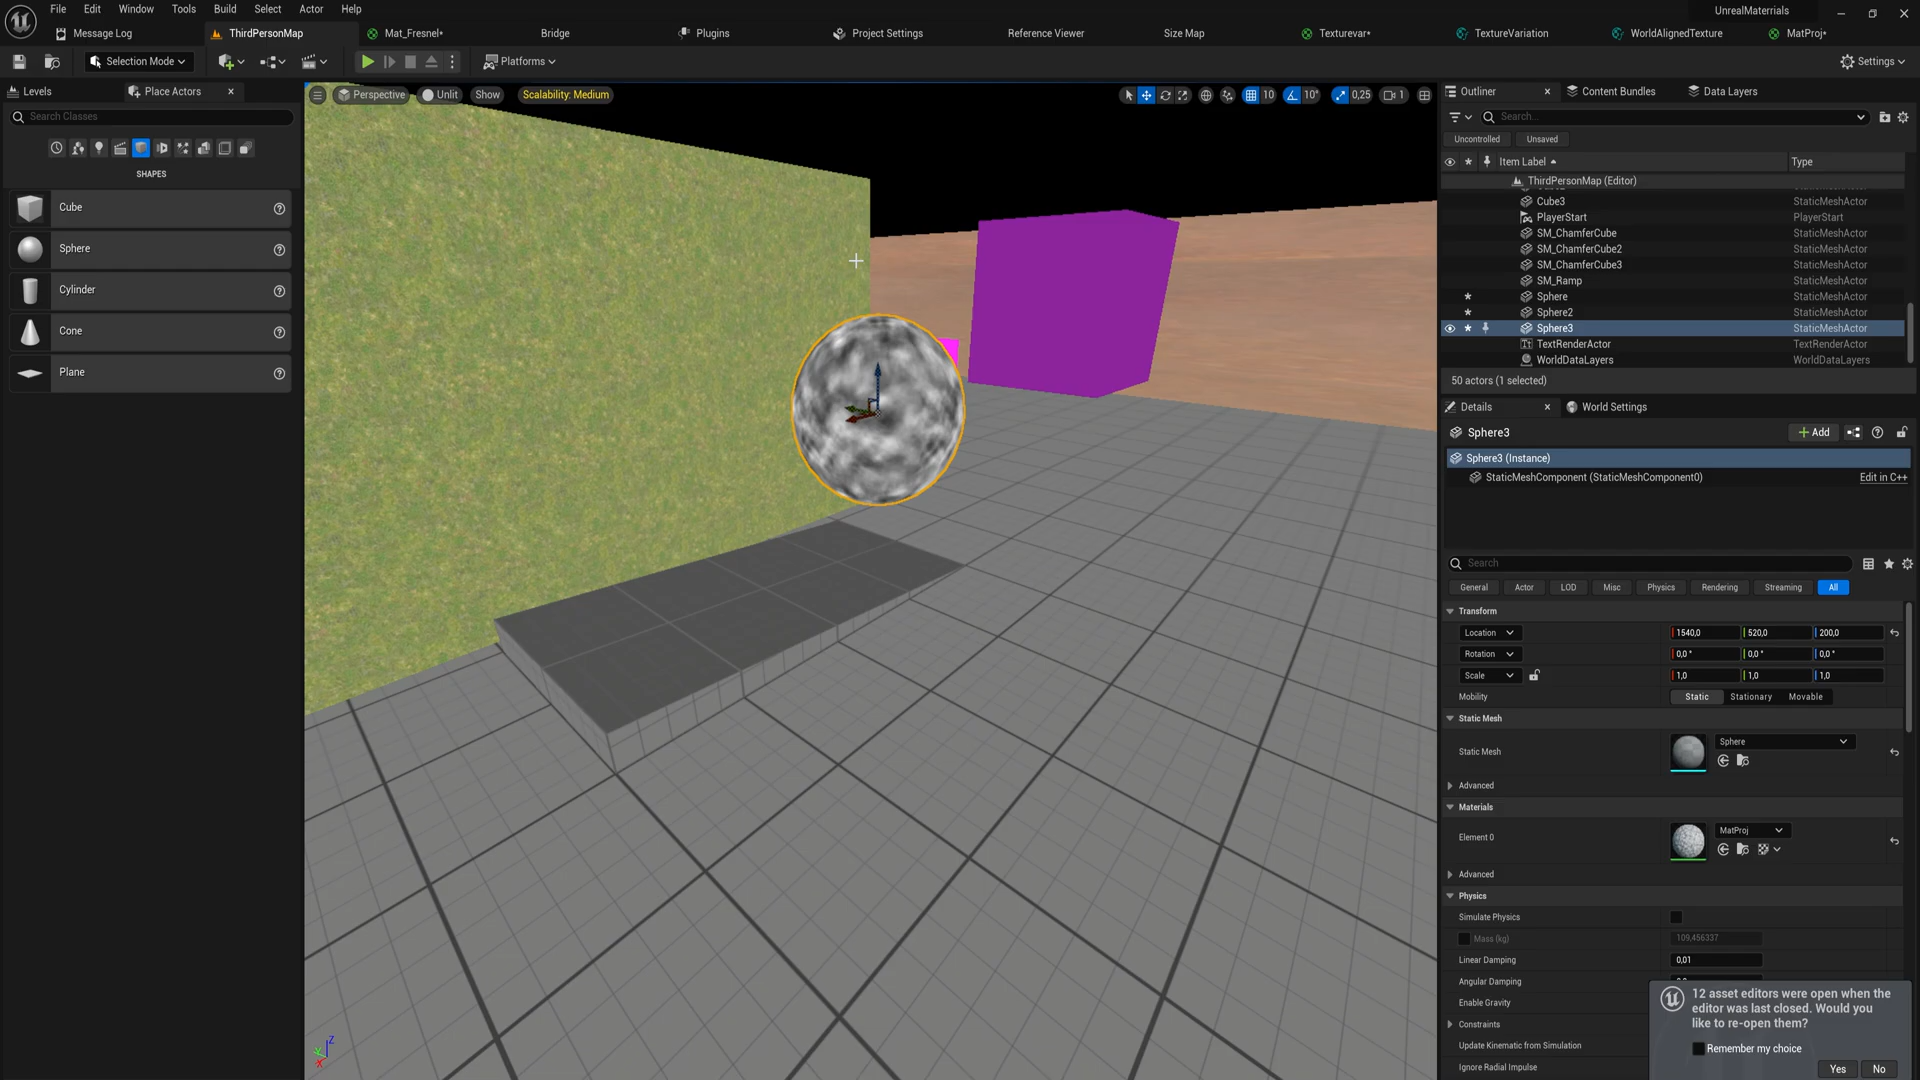 File Edit Window Tools Build Select Actor Help
UnrealMaterials
Message Log
ThirdPersonMap
Mat_Fresnel*
Bridge
Plugins
Project Settings
Reference Viewer
Size Map
Texturevar*
TextureVariation
WorldAlignedTexture
MatProj*
Selection Mode
Platforms
Settings
Levels
Place Actors
Search Classes
SHAPES
Cube
Sphere
Cylinder
Cone
Plane
Perspective
Unlit
Show
Scalability: Medium
10
10°
0,25
1
Outliner
Content Bundles
Data Layers
Search...
Uncontrolled
Unsaved
Item Label
Type
ThirdPersonMap (Editor)
Cube3 StaticMeshActor
PlayerStart PlayerStart
SM_ChamferCube StaticMeshActor
SM_ChamferCube2 StaticMeshActor
SM_ChamferCube3 StaticMeshActor
SM_Ramp StaticMeshActor
Sphere StaticMeshActor
Sphere2 StaticMeshActor
Sphere3 StaticMeshActor
TextRenderActor TextRenderActor
WorldDataLayers WorldDataLayers
50 actors (1 selected)
Details
World Settings
Sphere3
Add
Sphere3 (Instance)
StaticMeshComponent (StaticMeshComponent0)
Edit in C++
Search
General Actor LOD Misc Physics Rendering Streaming All
Transform
Location 1540,0 520,0 200,0
Rotation 0,0 ° 0,0 ° 0,0 °
Scale 1,0 1,0 1,0
Mobility Static Stationary Movable
Static Mesh
Static Mesh Sphere
Advanced
Materials
Element 0 MatProj
Advanced
Physics
Simulate Physics
Mass (kg) 109,456337
Linear Damping 0,01
Angular Damping
Enable Gravity
Constraints
Update Kinematic from Simulation
Ignore Radial Impulse
12 asset editors were open when the
editor was last closed. Would you
like to re-open them?
Remember my choice
Yes No
Z
Y
X